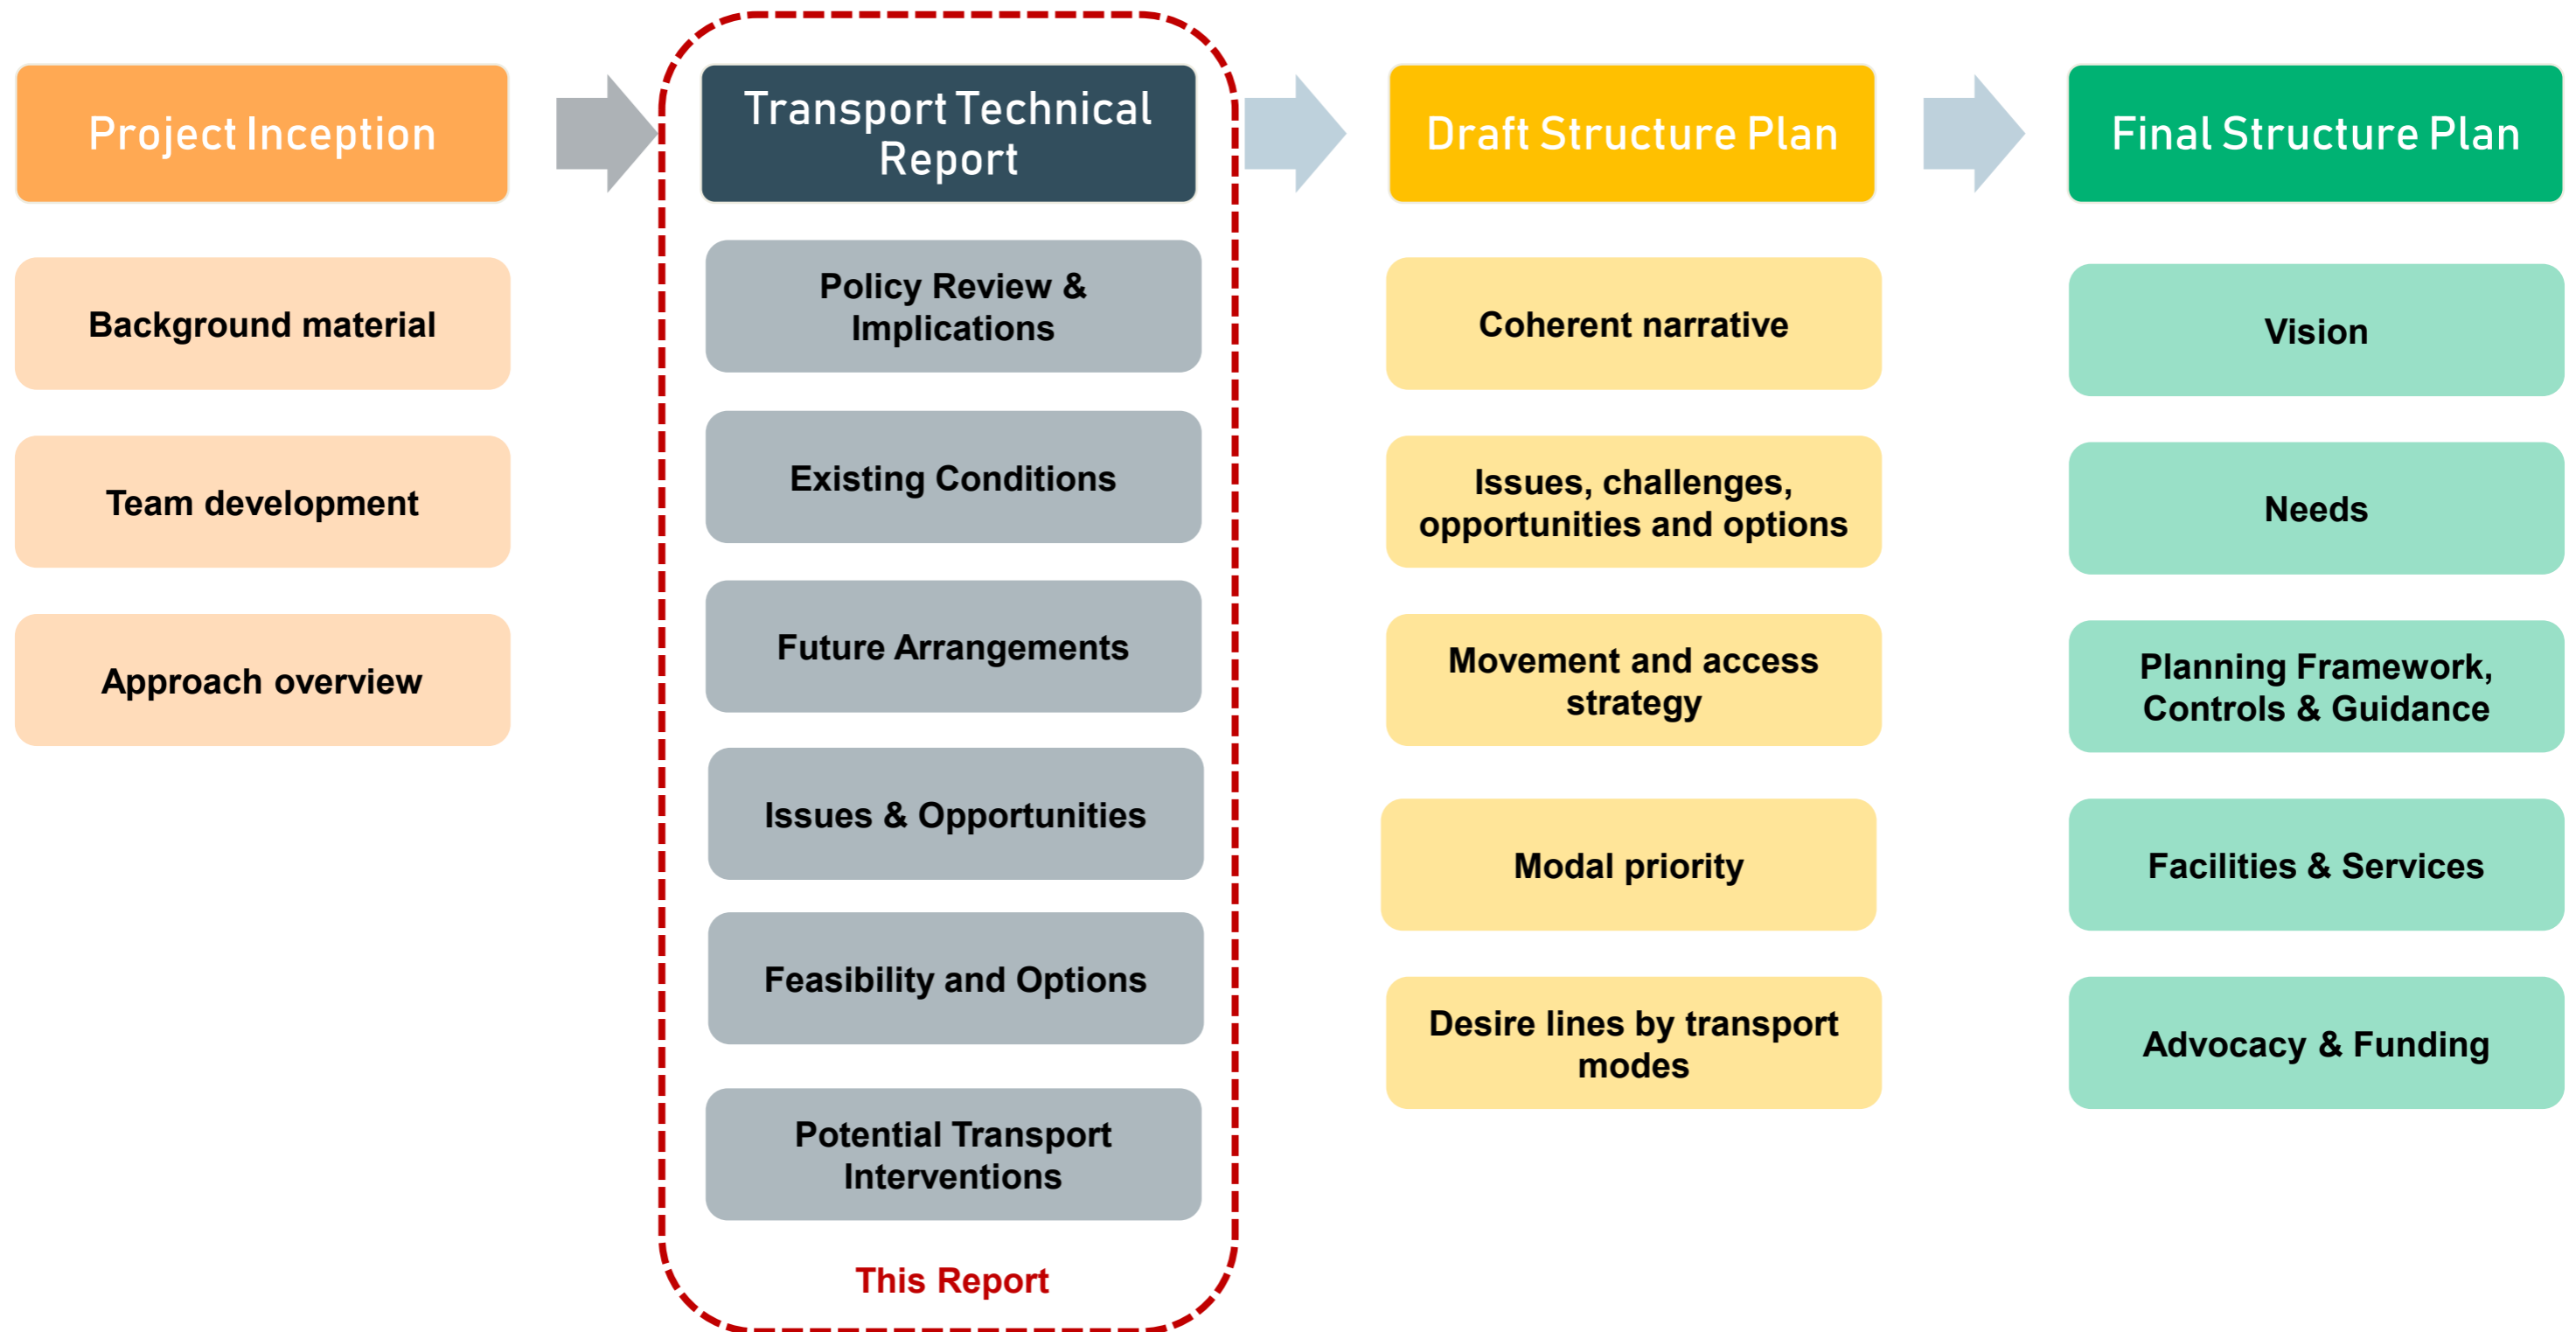 Project Inception
Background material
Team development
Approach overview
Transport Technical
Report
Policy Review &
Implications
Existing Conditions
Future Arrangements
Issues & Opportunities
Feasibility and Options
Potential Transport
Interventions
This Report
Draft Structure Plan
Coherent narrative
Issues, challenges,
opportunities and options
Movement and access
strategy
Modal priority
Desire lines by transport
modes
Final Structure Plan
Vision
Needs
Planning Framework,
Controls & Guidance
Facilities & Services
Advocacy & Funding